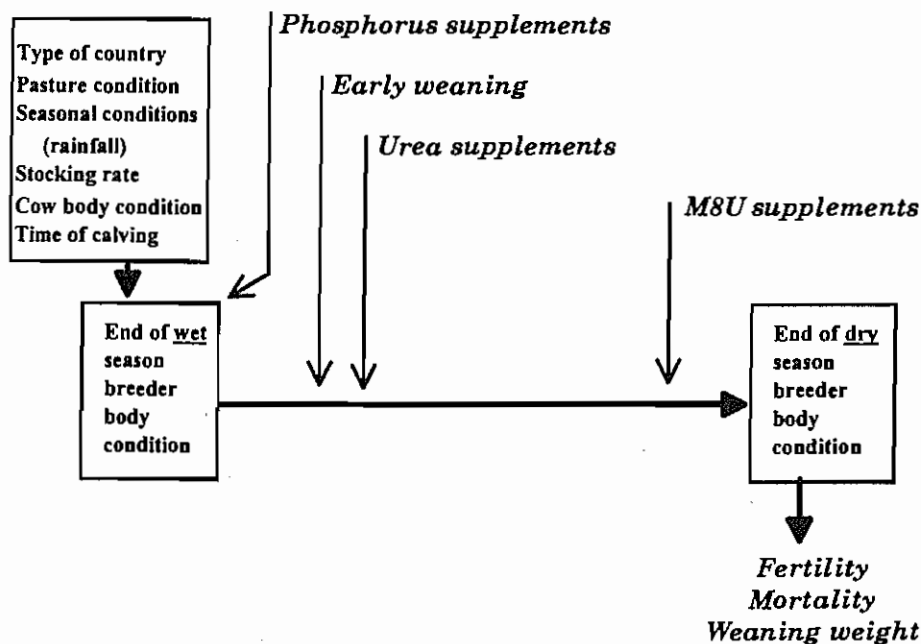 Type of country
Pasture condition
Seasonal conditions
(rainfall)
Stocking rate
Cow body condition
Time of calving
Phosphorus supplements
Early weaning
Urea supplements
M8U supplements
End of wet
season
breeder
body
condition
End of dry
season
breeder
body
condition
Fertility
Mortality
Weaning weight